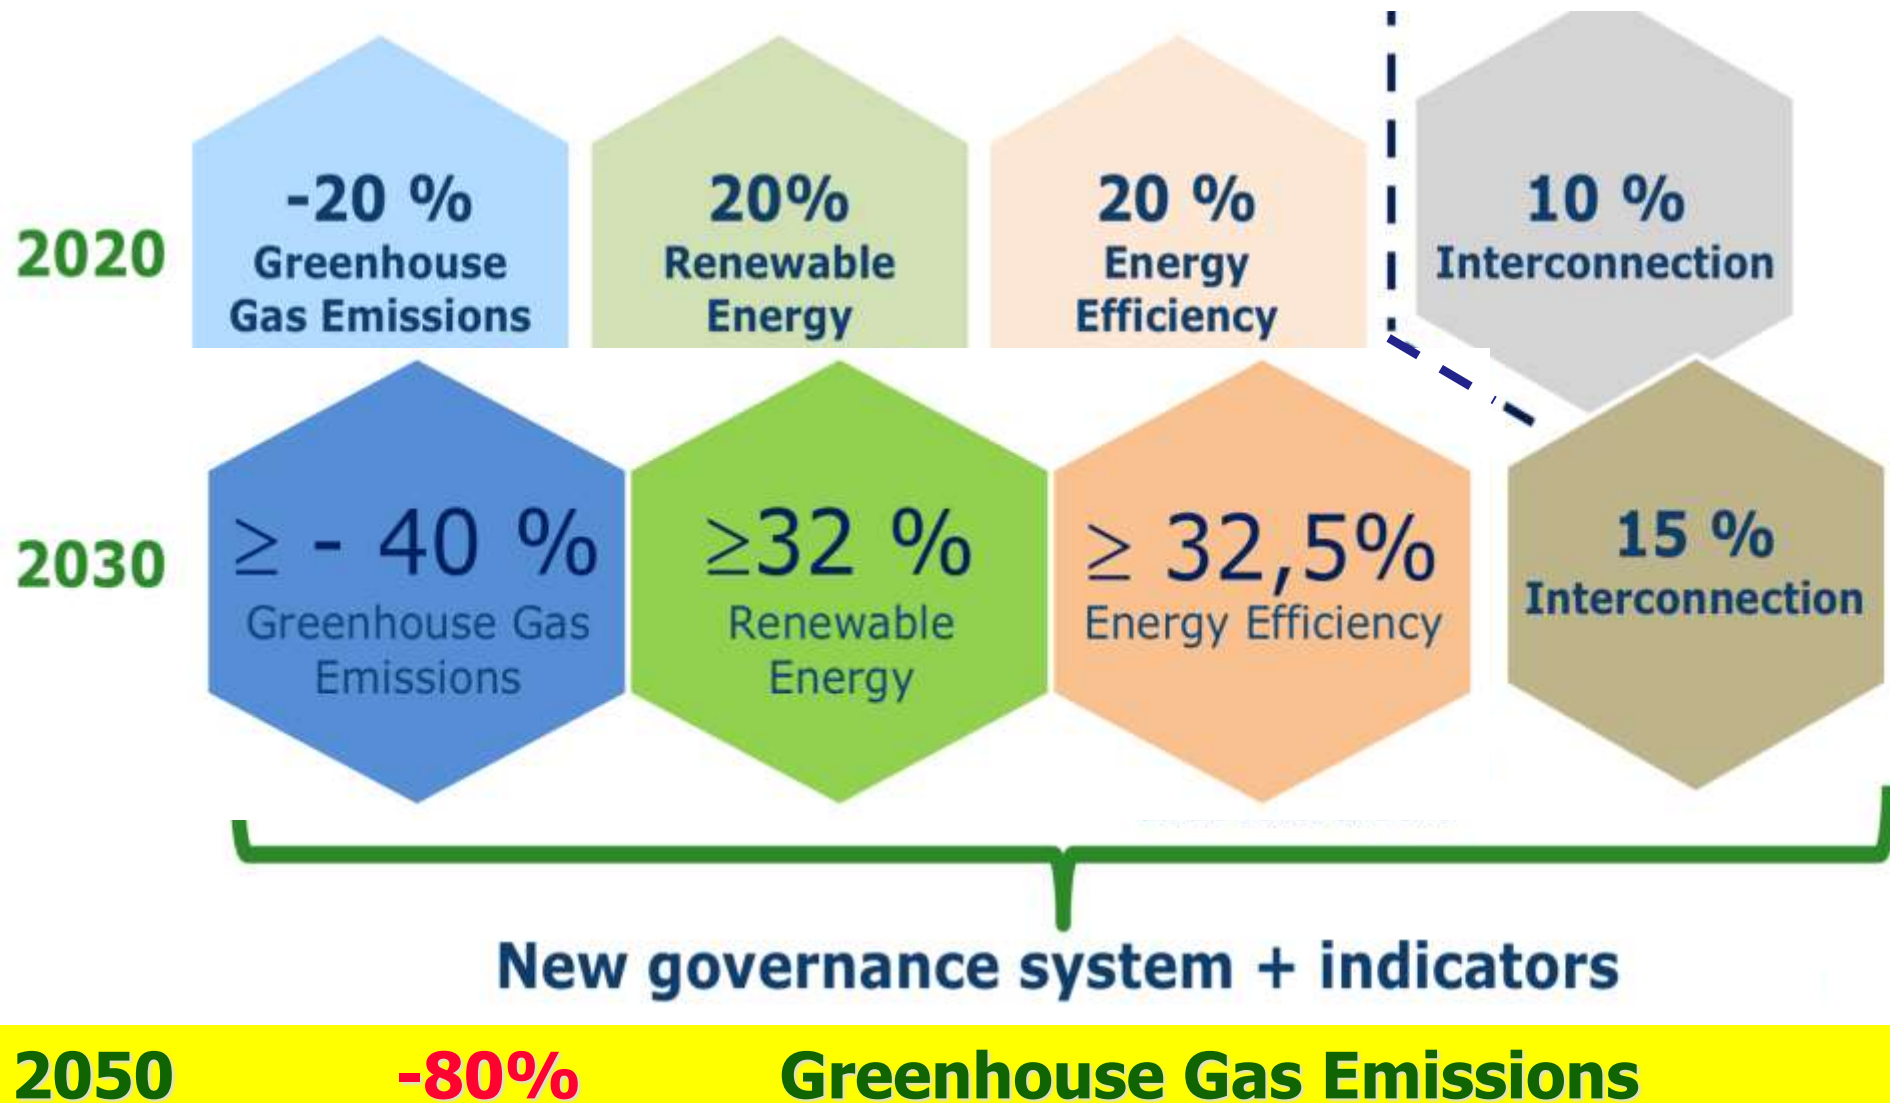 2020
-20 %
Greenhouse
Gas Emissions
20%
Renewable
Energy
20 %
Energy
Efficiency
10 %
Interconnection
2030
≥ - 40 %
Greenhouse Gas
Emissions
≥32 %
Renewable
Energy
≥ 32,5%
Energy Efficiency
15 %
Interconnection
New governance system + indicators
2050 -80% Greenhouse Gas Emissions